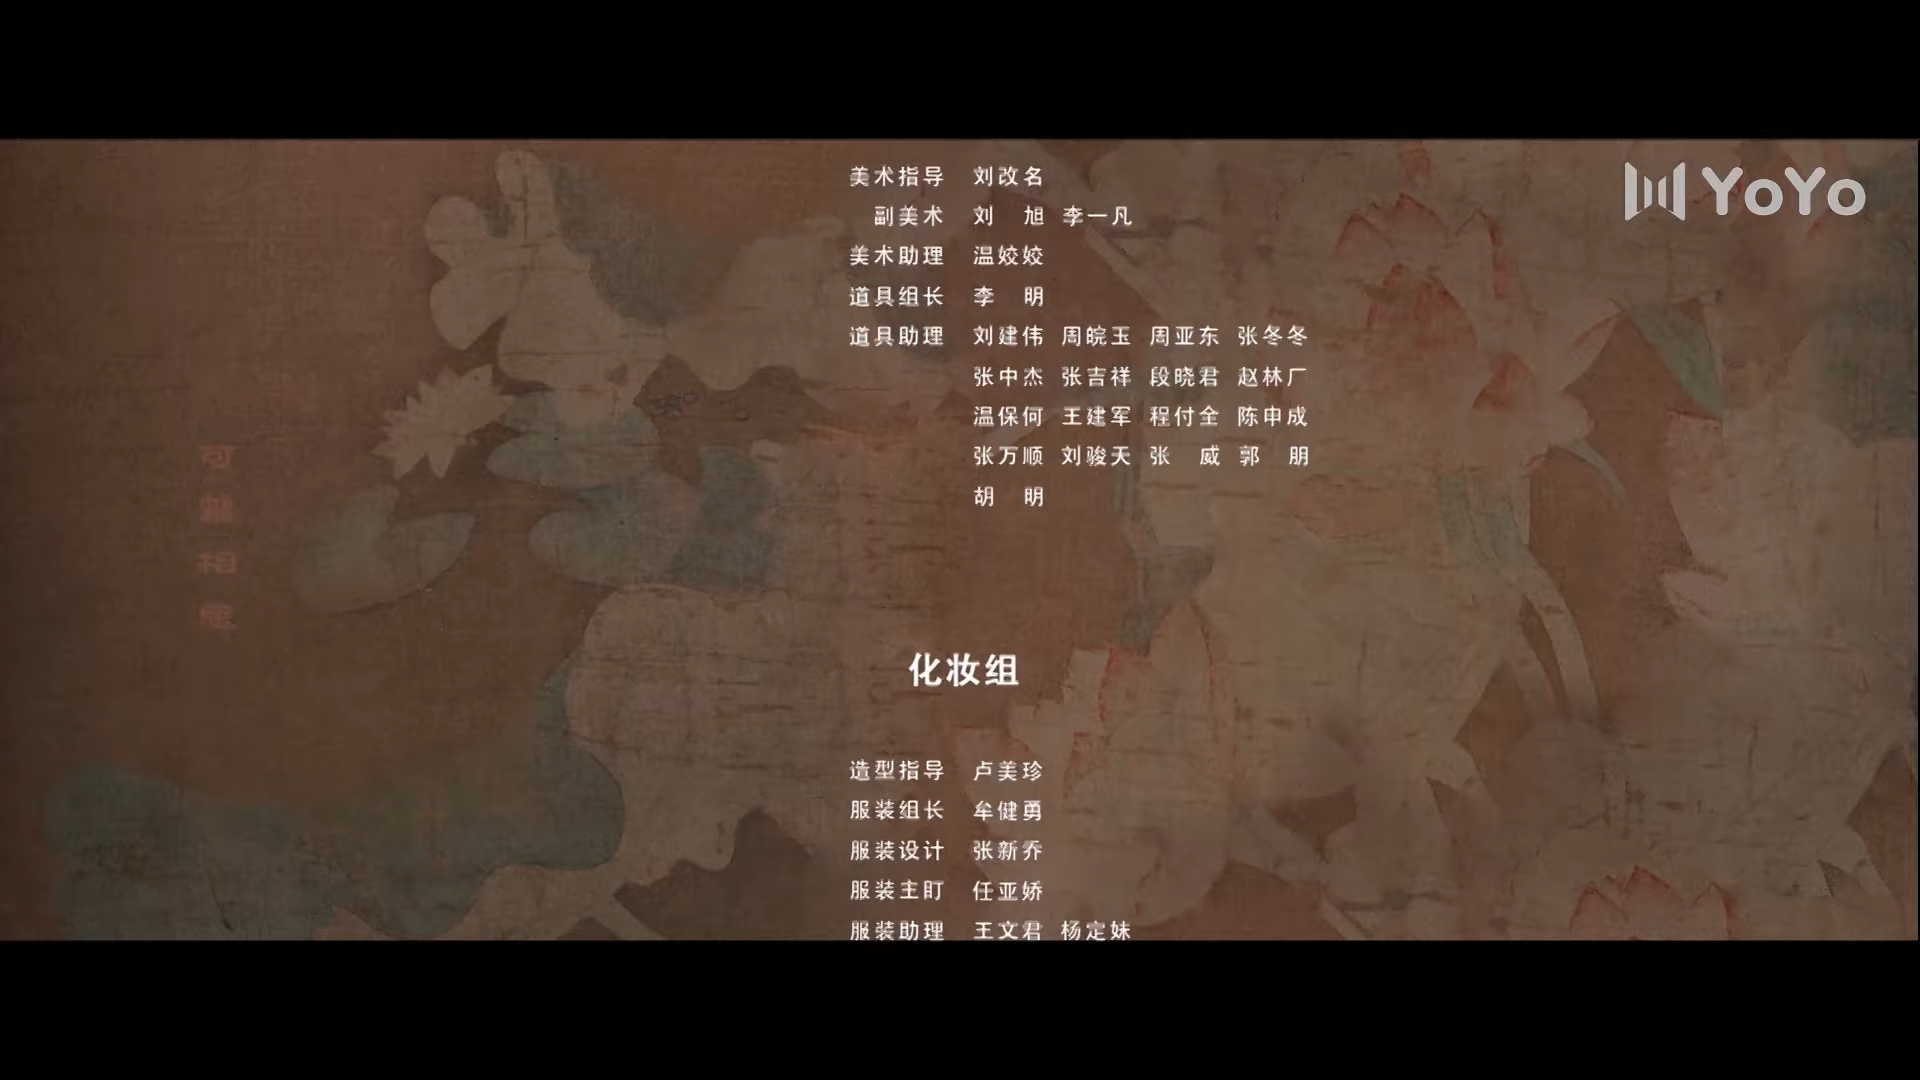 YoYo
美术指导 刘改名
副美术 刘 旭 李一凡
美术助理 温姣姣
道具组长 李 明
道具助理 刘建伟 周皖玉 周亚东 张冬冬
张中杰 张吉祥 段晓君 赵林厂
温保何 王建军 程付全 陈申成
张万顺 刘骏天 张 威 郭 朋
胡 明
化妆组
造型指导 卢美珍
服装组长 牟健勇
服装设计 张新乔
服装主盯 任亚娇
服装助理 王文君 杨定妹